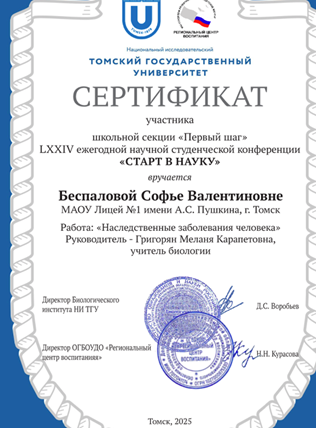 РЕГИОНАЛЬНЫЙ ЦЕНТР
ВОСПИТАНИЯ
Национальный исследовательский
ТОМСКИЙ ГОСУДАРСТВЕННЫЙ
УНИВЕРСИТЕТ
СЕРТИФИКАТ
участника
школьной секции «Первый шаг»
LXXIV ежегодной научной студенческой конференции
«СТАРТ В НАУКУ»
вручается
Беспаловой Софье Валентиновне
МАОУ Лицей №1 имени А.С. Пушкина, г. Томск
Работа: «Наследственные заболевания человека»
Руководитель - Григорян Меланя Карапетовна,
учитель биологии
Директор Биологического
института НИ ТГУ
Д.С. Воробьев
Директор ОГБОУДО «Региональный
центр воспитания»
Н.Н. Курасова
Томск, 2025